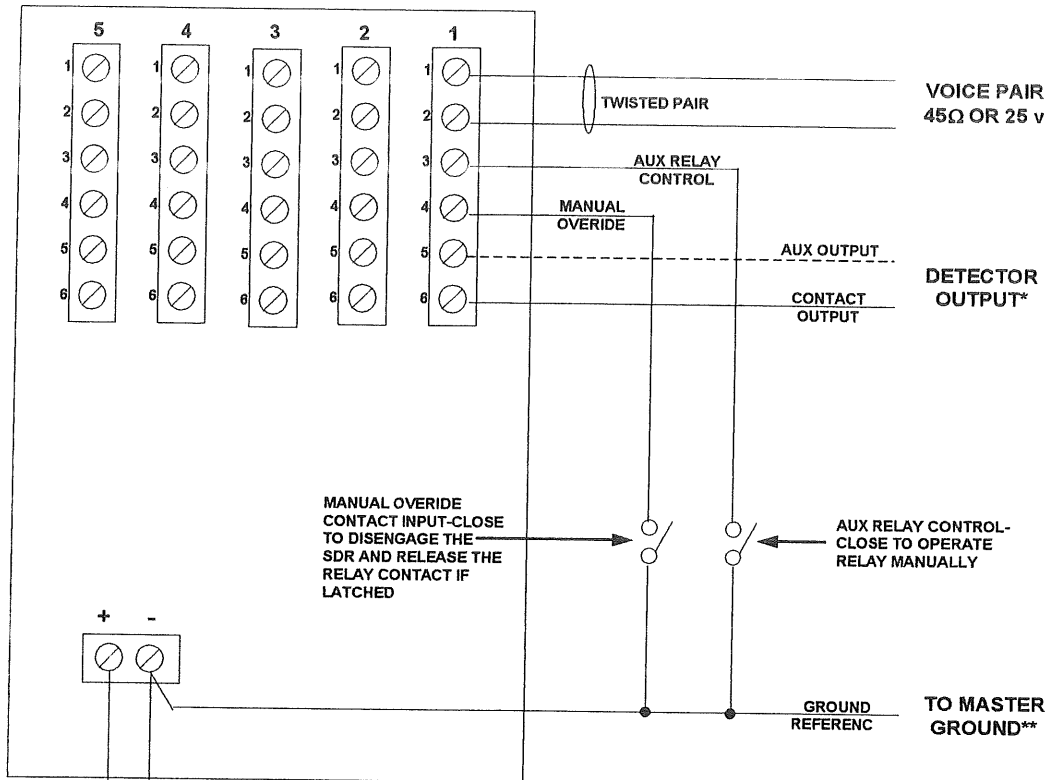 5 4 3 2 1
1 1 1 1 1
2 2 2 2 2
3 3 3 3 3
4 4 4 4 4
5 5 5 5 5
6 6 6 6 6
TWISTED PAIR
VOICE PAIR
45Ω OR 25 v
AUX RELAY
CONTROL
MANUAL
OVERIDE
AUX OUTPUT
CONTACT
OUTPUT
DETECTOR
OUTPUT*
MANUAL OVERIDE
CONTACT INPUT-CLOSE
TO DISENGAGE THE
SDR AND RELEASE THE
RELAY CONTACT IF
LATCHED
AUX RELAY CONTROL-
CLOSE TO OPERATE
RELAY MANUALLY
+ -
GROUND
REFERENC
TO MASTER
GROUND**